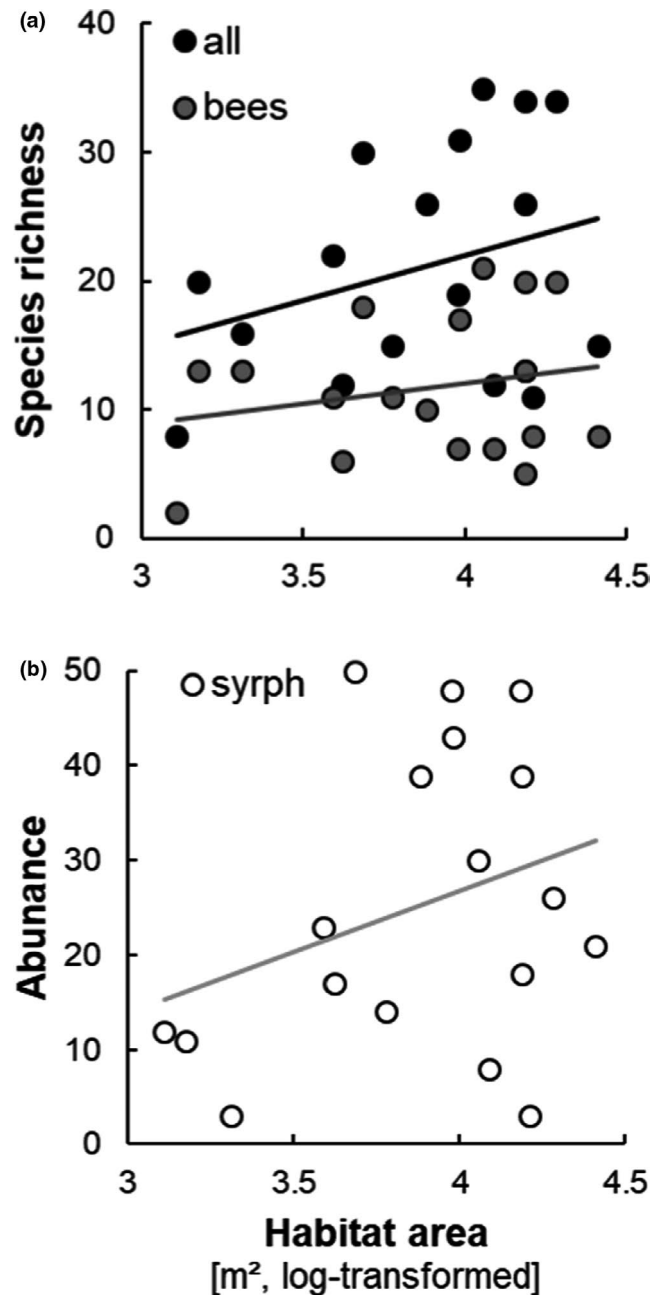 (a)
40
30
20
10
0
all
bees
Species richness
3
3.5
4
4.5
(b)
50
40
30
20
10
0
syrph
Abunance
3
3.5
4
4.5
Habitat area
[m², log-transformed]